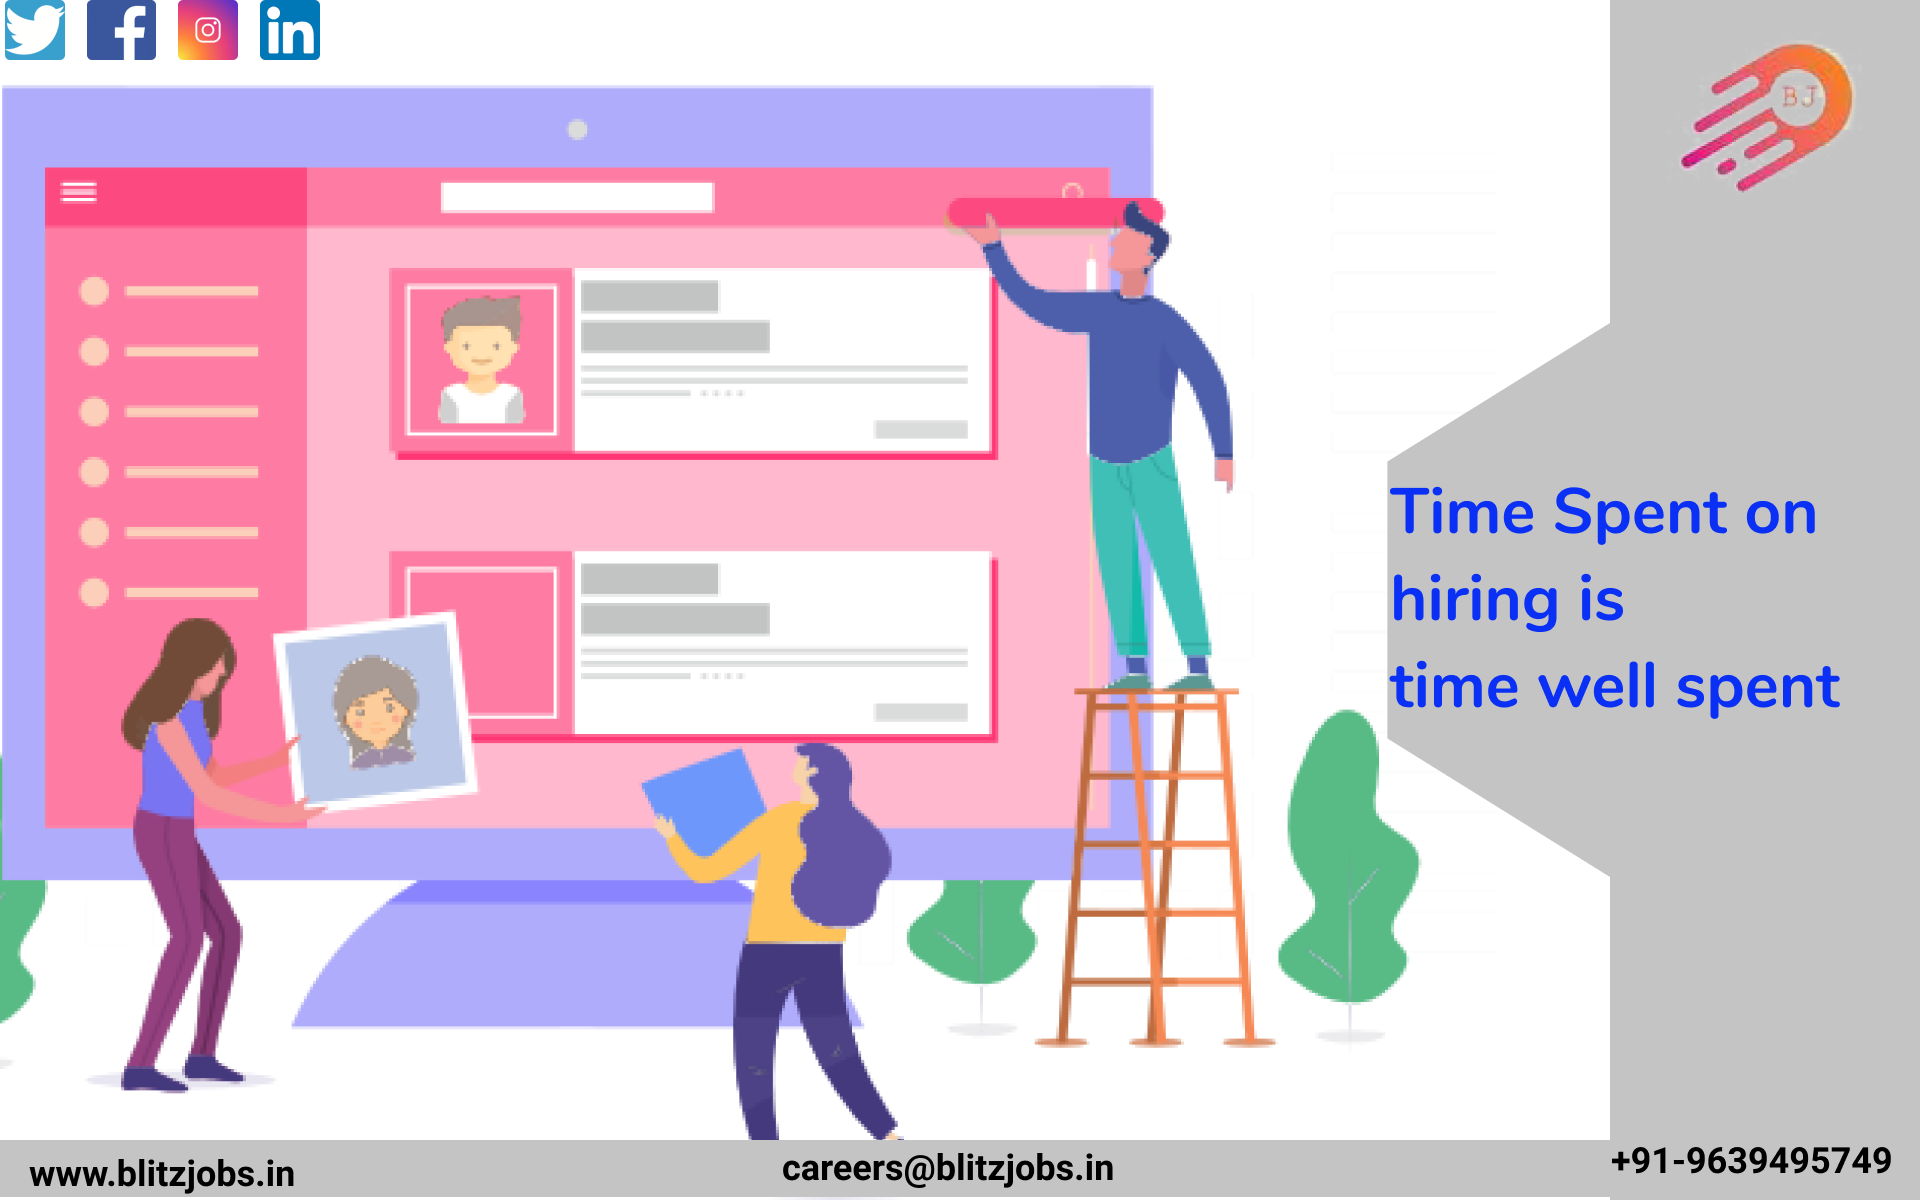 BJ
Time Spent on
hiring is
time well spent
www.blitzjobs.in
careers@blitzjobs.in
+91-9639495749